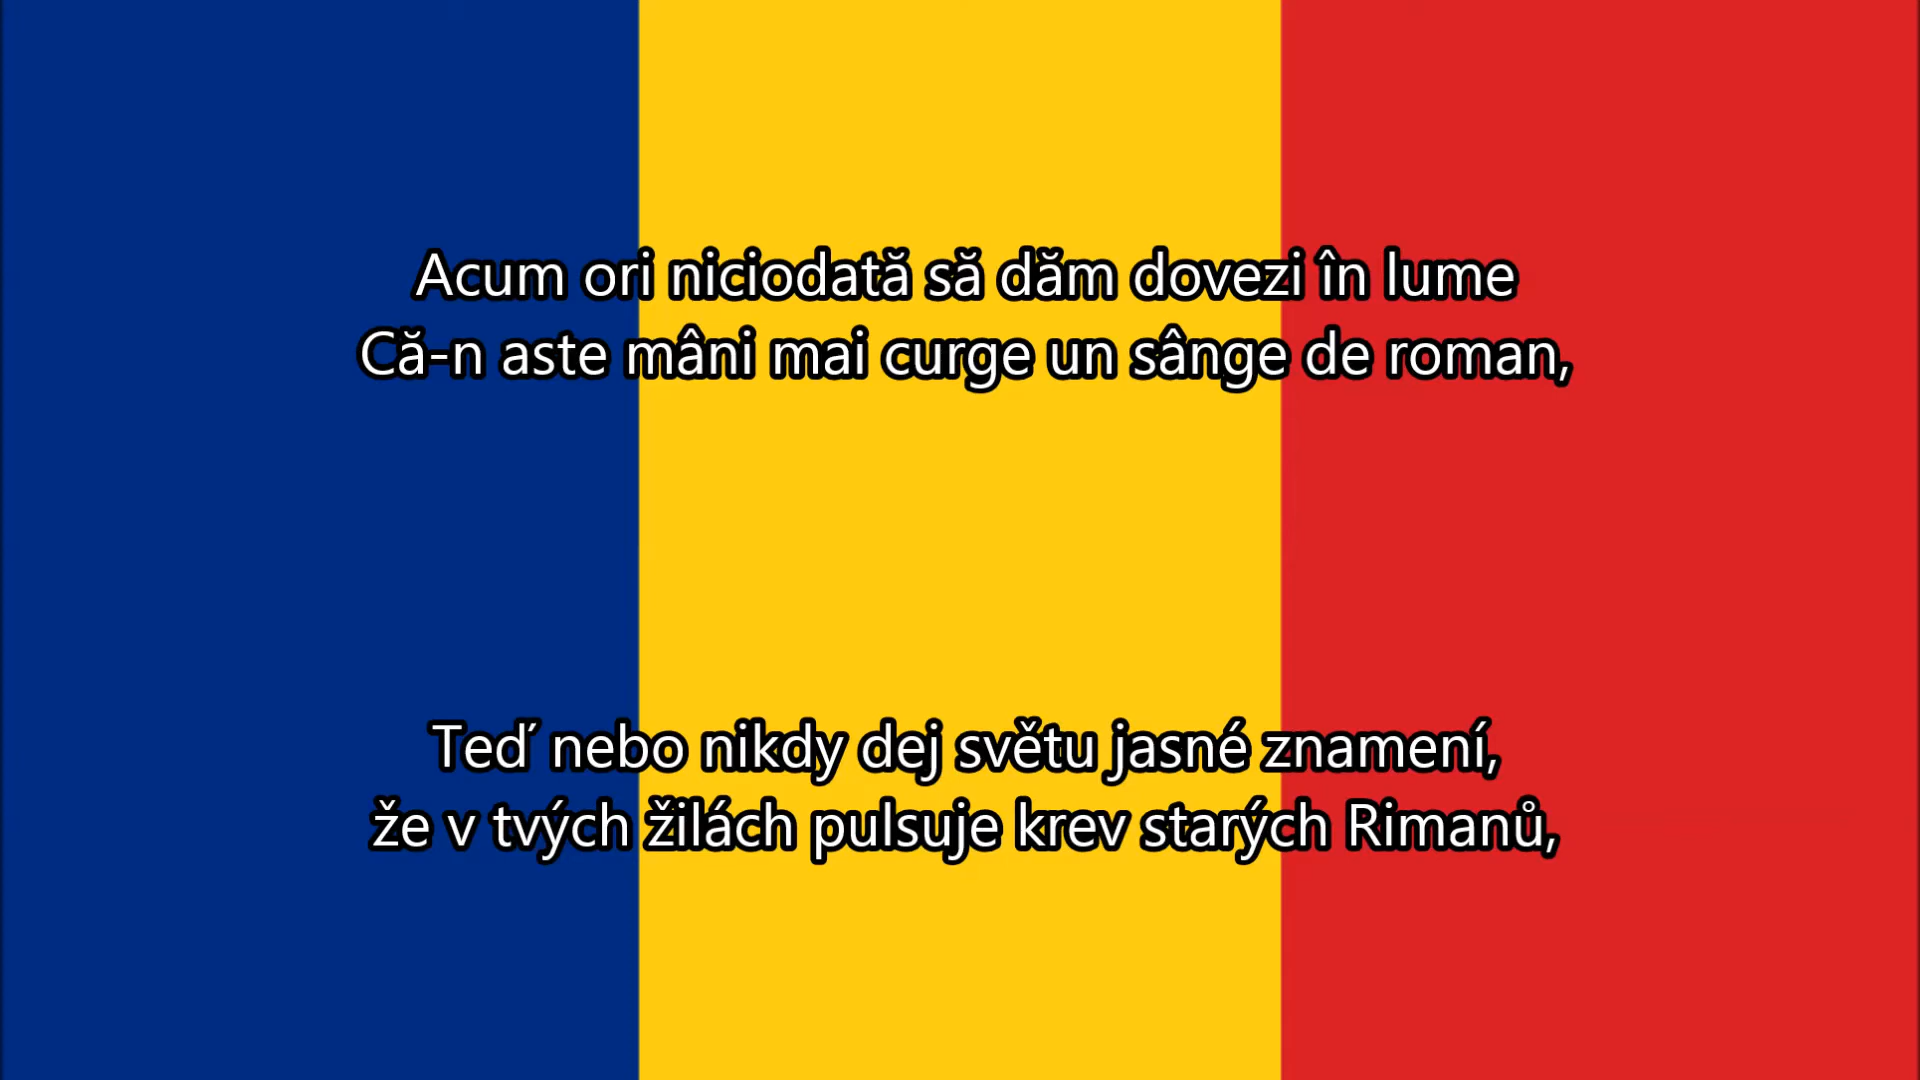 Acum ori niciodată să dăm dovezi în lume
Că-n aste mâni mai curge un sânge de roman,
Teď nebo nikdy dej světu jasné znamení,
že v tvých žilách pulsuje krev starých Rimanů,